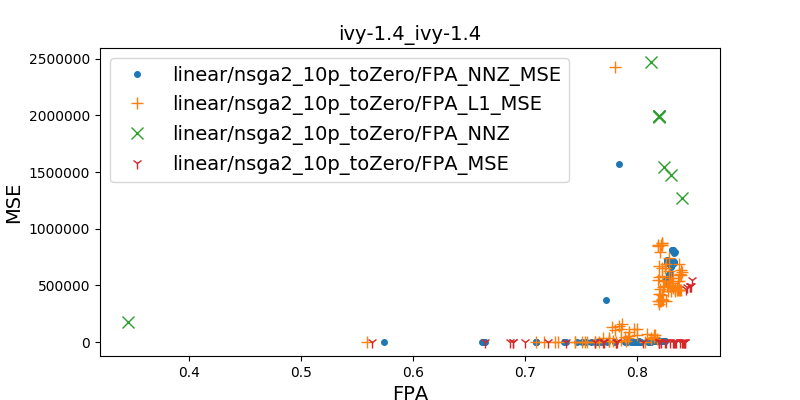 ivy-1.4_ivy-1.4
2500000
2000000
1500000
1000000
500000
0
MSE
linear/nsga2_10p_toZero/FPA_NNZ_MSE
linear/nsga2_10p_toZero/FPA_L1_MSE
linear/nsga2_10p_toZero/FPA_NNZ
linear/nsga2_10p_toZero/FPA_MSE
0.4 0.5 0.6 0.7 0.8
FPA